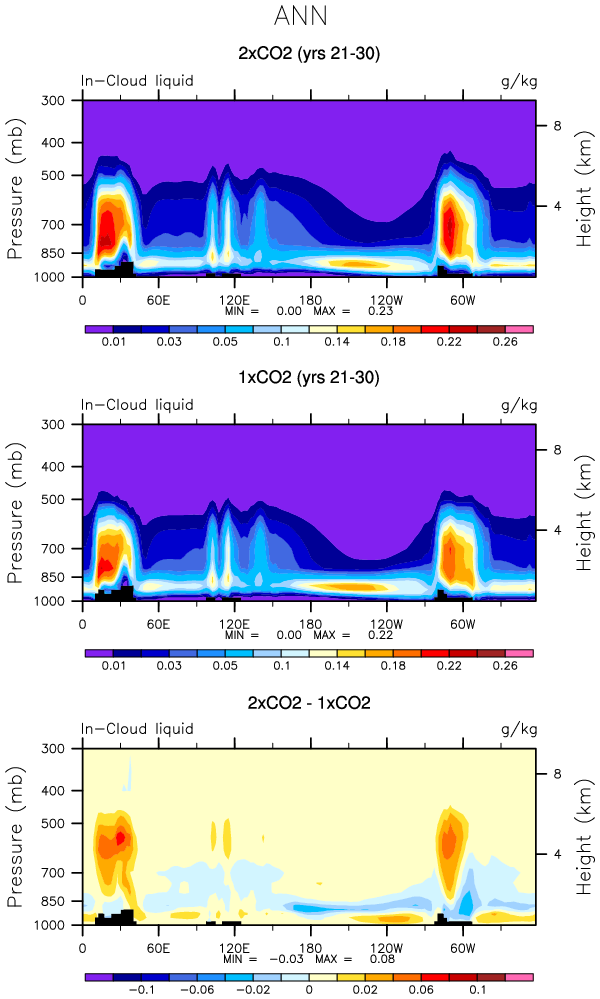 ANN
2xCO2 (yrs 21-30)
In-Cloud liquid g/kg
Pressure (mb)
300
400
500
700
850
1000
8
4
Height (km)
0 60E 120E 180 120W 60W
MIN = 0.00 MAX = 0.23
0.01 0.03 0.05 0.1 0.14 0.18 0.22 0.26
1xCO2 (yrs 21-30)
In-Cloud liquid g/kg
Pressure (mb)
300
400
500
700
850
1000
8
4
Height (km)
0 60E 120E 180 120W 60W
MIN = 0.00 MAX = 0.22
0.01 0.03 0.05 0.1 0.14 0.18 0.22 0.26
2xCO2 - 1xCO2
In-Cloud liquid g/kg
Pressure (mb)
300
400
500
700
850
1000
8
4
Height (km)
0 60E 120E 180 120W 60W
MIN = -0.03 MAX = 0.08
-0.1 -0.06 -0.02 0 0.02 0.06 0.1